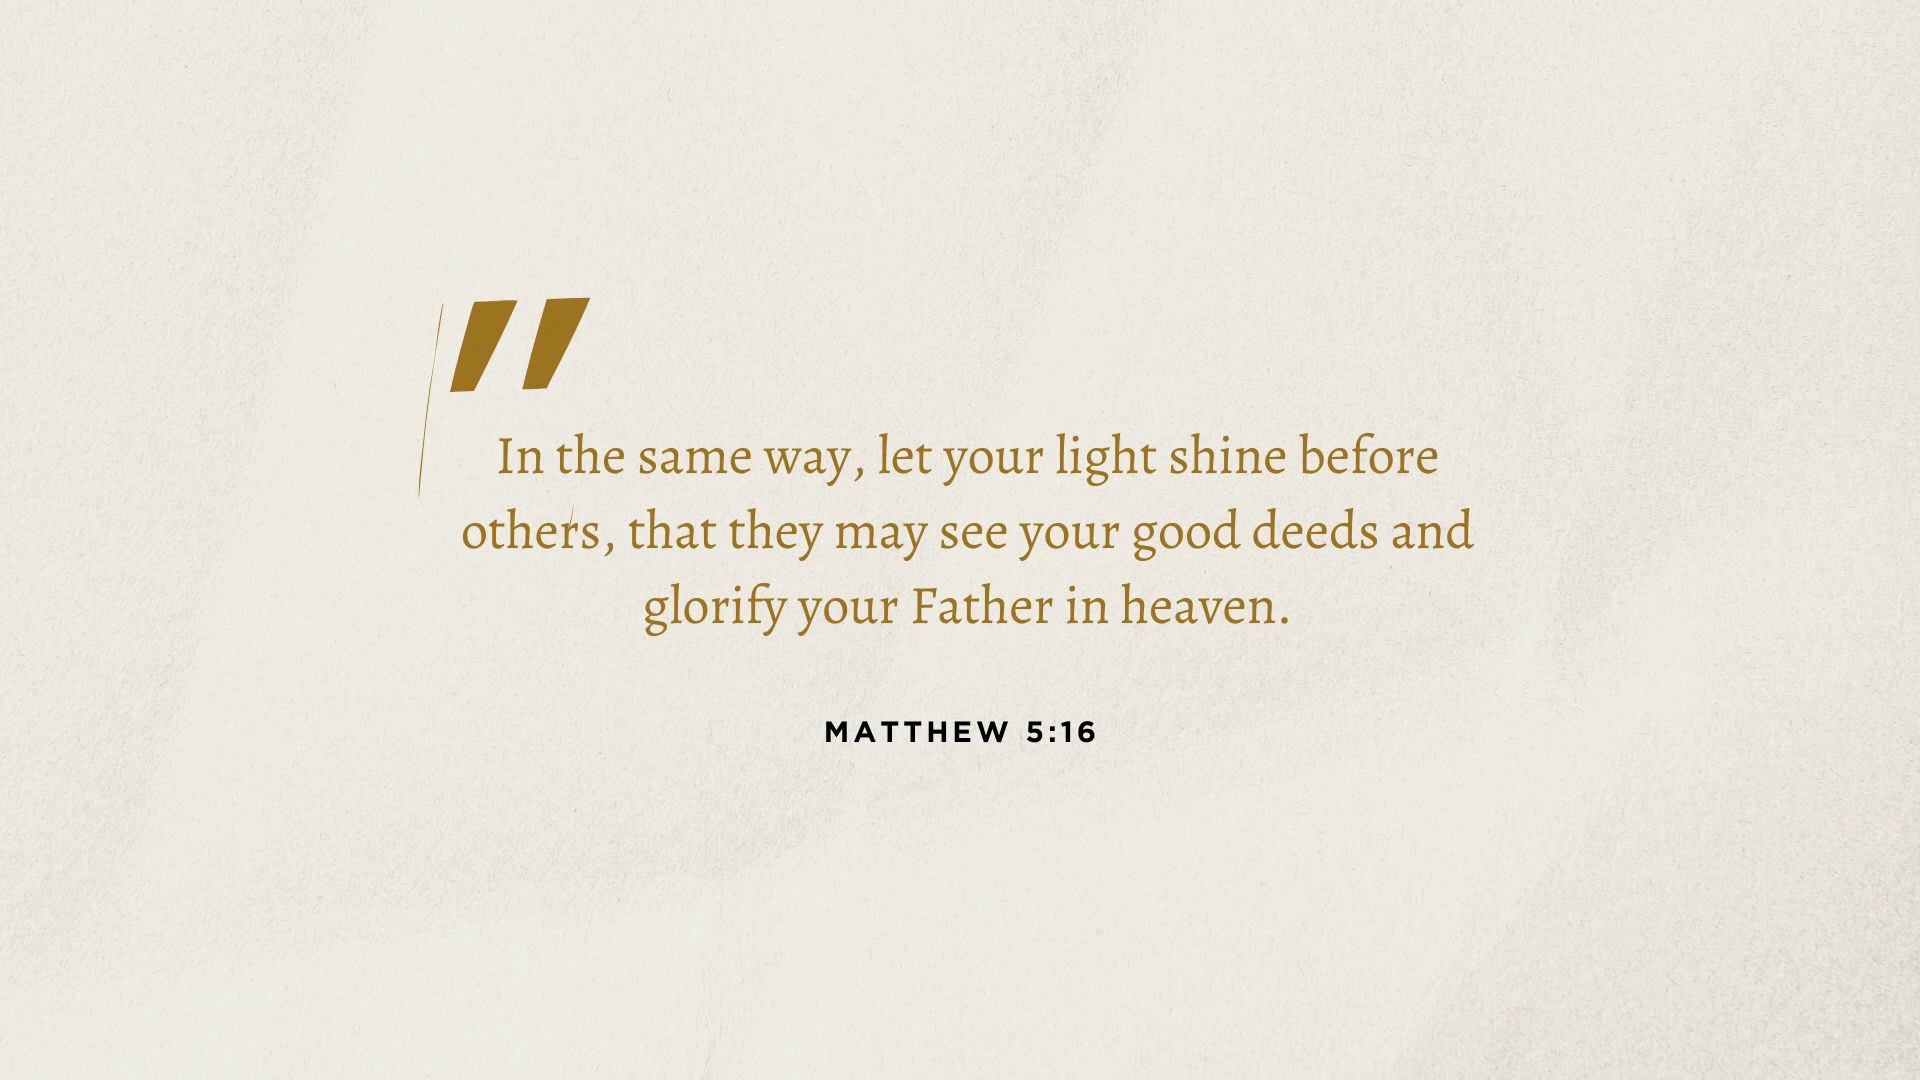 "
In the same way, let your light shine before
others, that they may see your good deeds and
glorify your Father in heaven.
MATTHEW 5:16